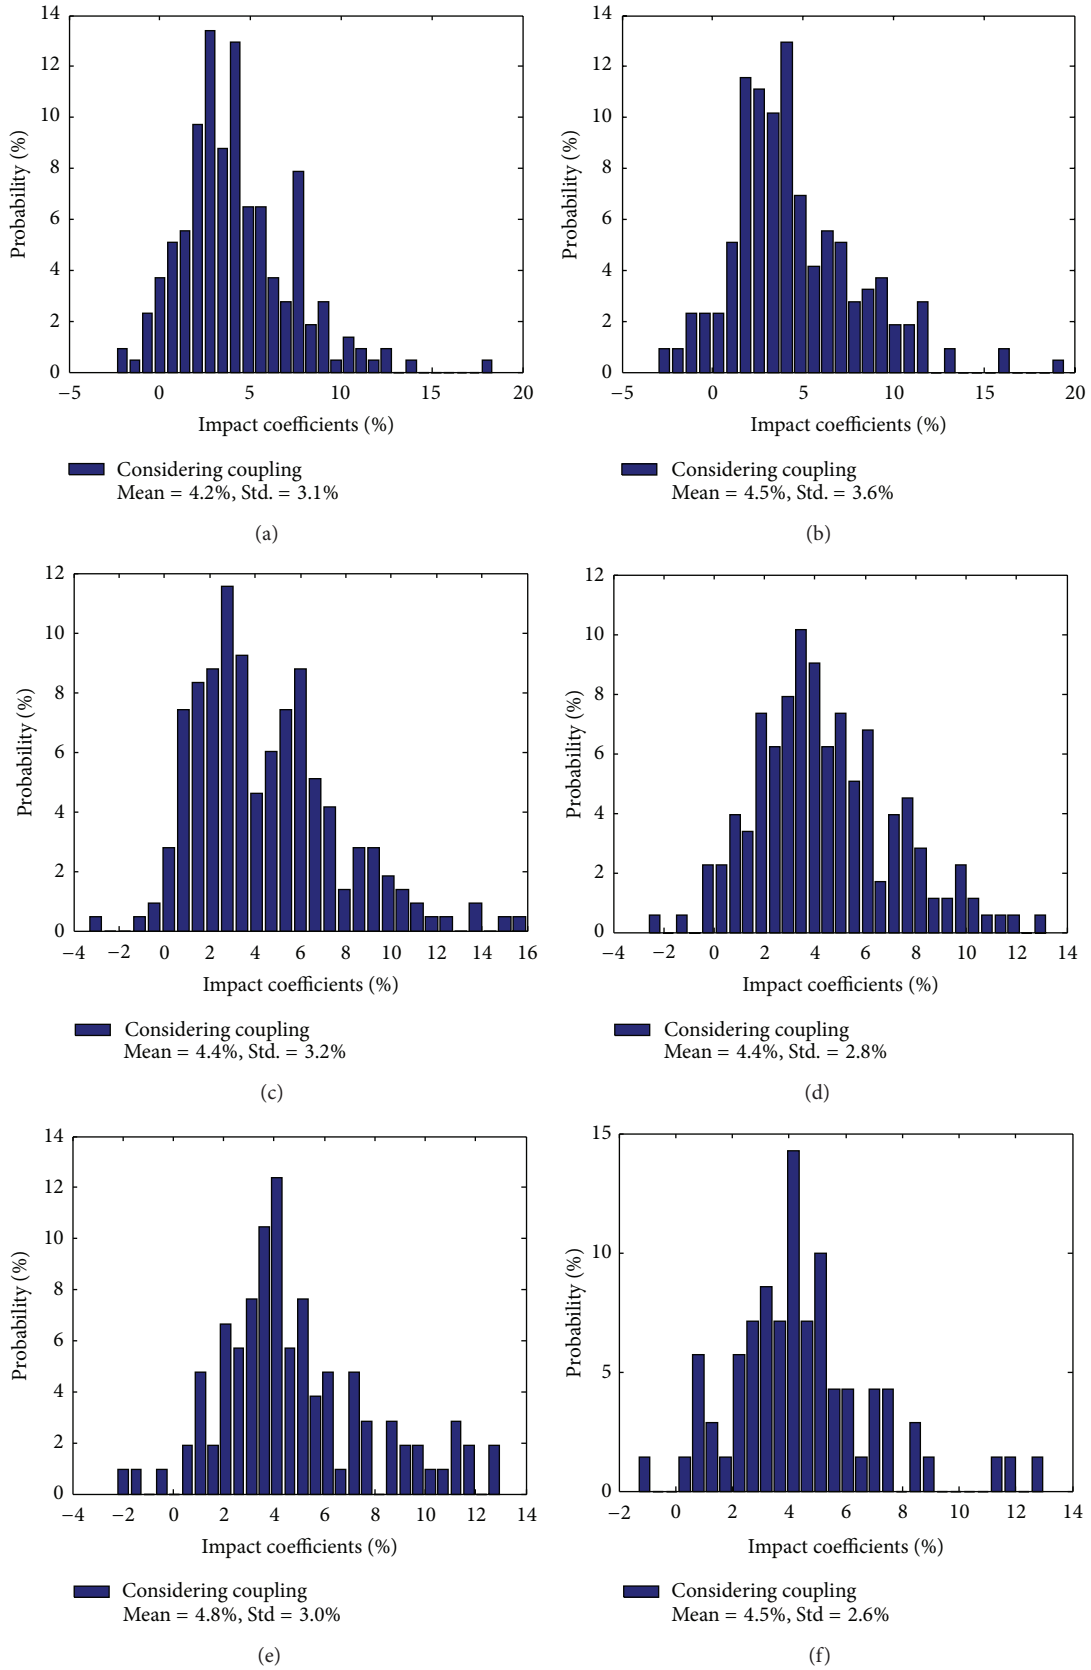 14
12
10
8
6
4
2
0
Probability (%)
−5 0 5 10 15 20
Impact coefficients (%)
Considering coupling
Mean = 4.2%, Std. = 3.1%
(a)
14
12
10
8
6
4
2
0
Probability (%)
−5 0 5 10 15 20
Impact coefficients (%)
Considering coupling
Mean = 4.5%, Std. = 3.6%
(b)
12
10
8
6
4
2
0
Probability (%)
−4 −2 0 2 4 6 8 10 12 14 16
Impact coefficients (%)
Considering coupling
Mean = 4.4%, Std. = 3.2%
(c)
12
10
8
6
4
2
0
Probability (%)
−4 −2 0 2 4 6 8 10 12 14
Impact coefficients (%)
Considering coupling
Mean = 4.4%, Std. = 2.8%
(d)
14
12
10
8
6
4
2
0
Probability (%)
−4 −2 0 2 4 6 8 10 12 14
Impact coefficients (%)
Considering coupling
Mean = 4.8%, Std = 3.0%
(e)
15
10
5
0
Probability (%)
−2 0 2 4 6 8 10 12 14
Impact coefficients (%)
Considering coupling
Mean = 4.5%, Std = 2.6%
(f)